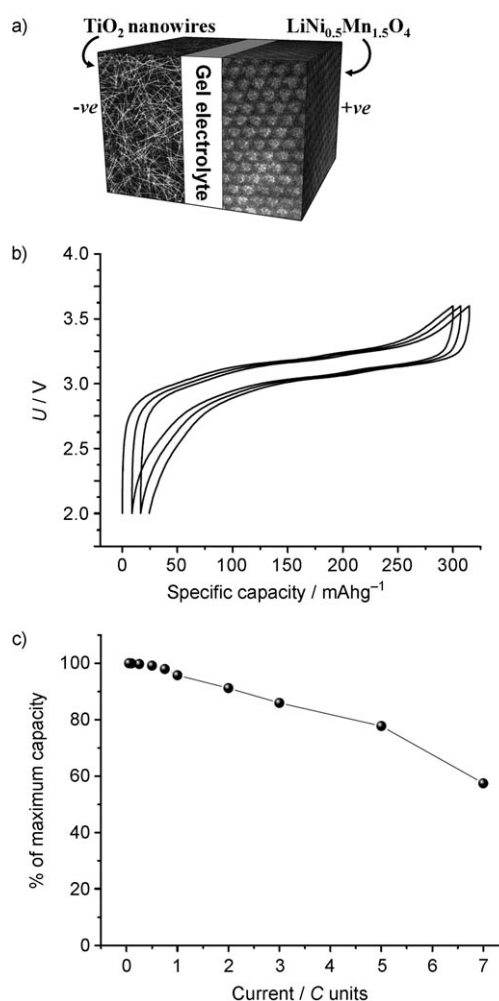 a)
TiO₂ nanowires
LiNi₀.₅Mn₁.₅O₄
-ve
Gel electrolyte
+ve
b)
4.0
3.5
3.0
2.5
2.0
U / V
0 50 100 150 200 250 300
Specific capacity / mAhg⁻¹
c)
100
80
60
40
20
0
% of maximum capacity
0 1 2 3 4 5 6 7
Current / C units